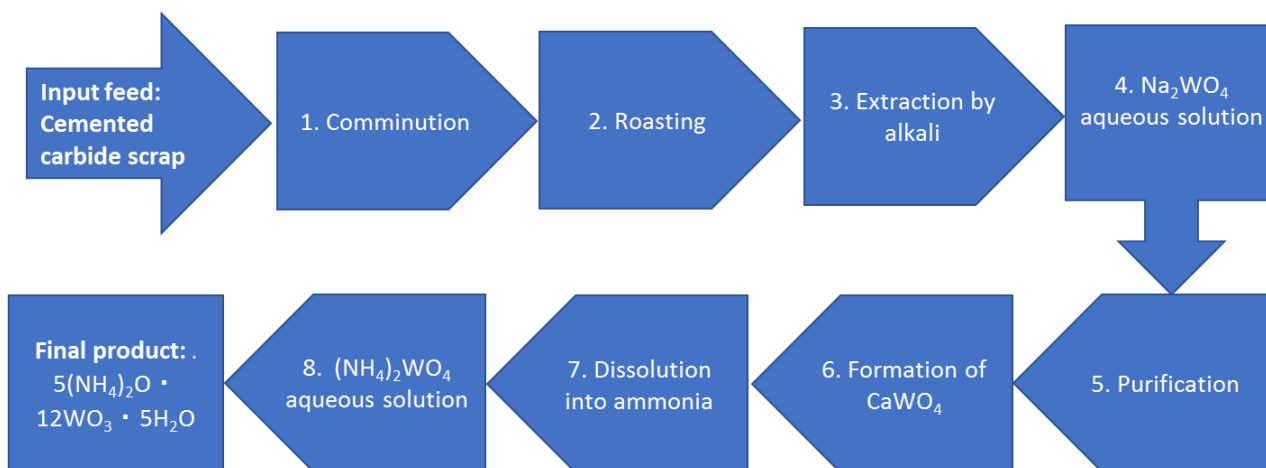 Input feed:
Cemented
carbide scrap
1. Comminution
2. Roasting
3. Extraction by
alkali
4. Na₂WO₄
aqueous solution
5. Purification
6. Formation of
CaWO₄
7. Dissolution
into ammonia
8. (NH₄)₂WO₄
aqueous solution
Final product: .
5(NH₄)₂O・
12WO₃・5H₂O